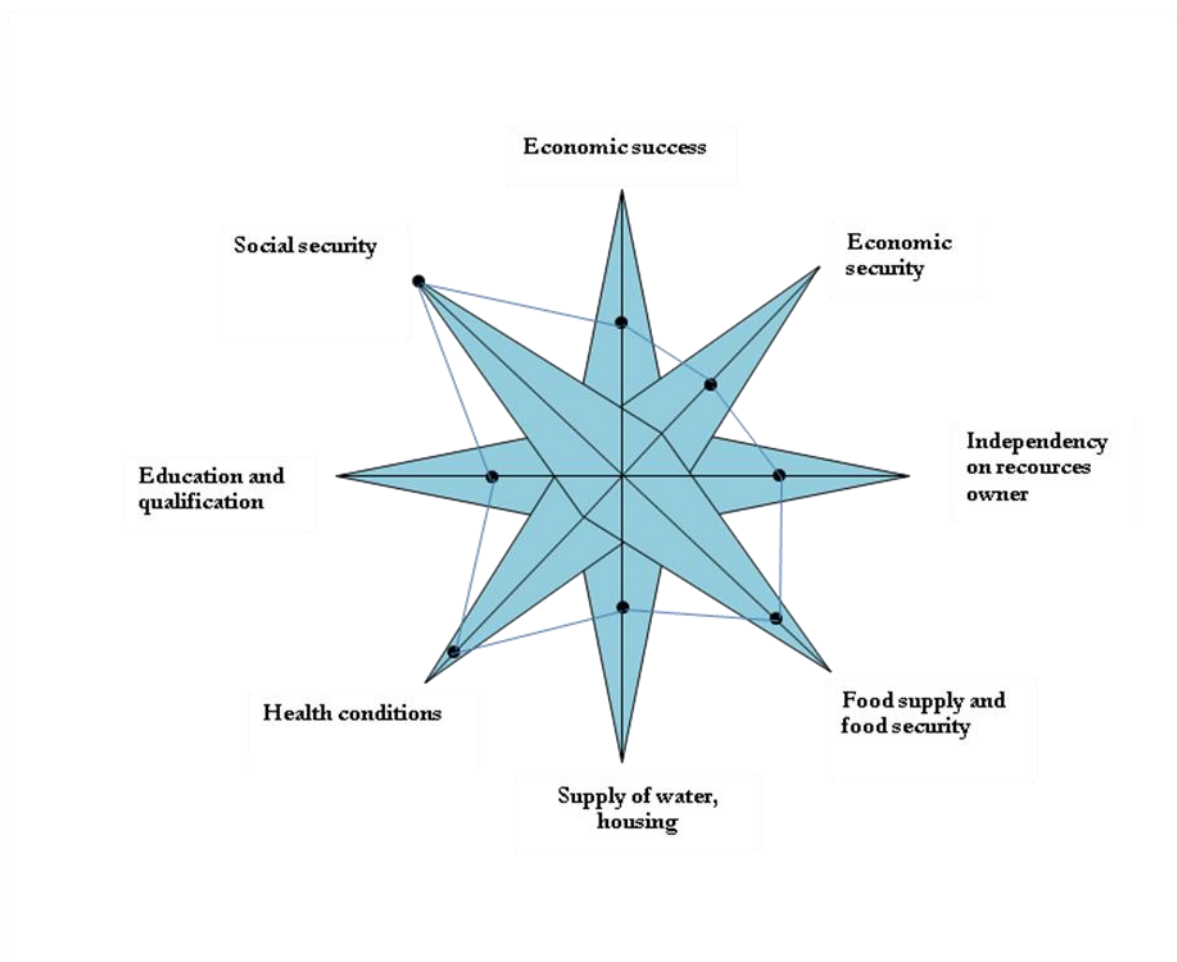 Economic success
Social security
Economic
security
Independency
on recources
owner
Education and
qualification
Food supply and
food security
Health conditions
Supply of water,
housing